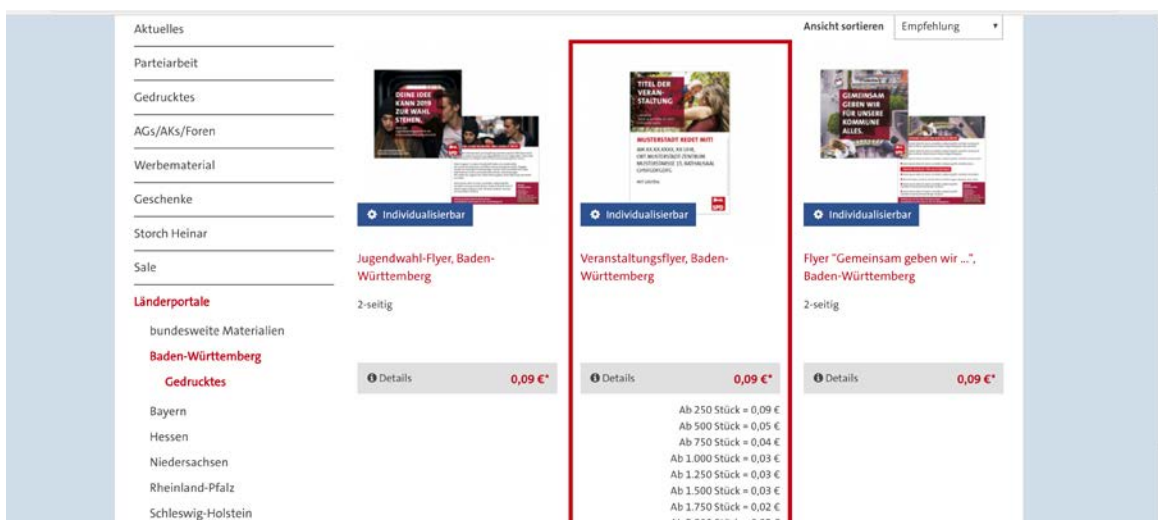 Aktuelles
Parteiarbeit
Gedrucktes
AGs/AKs/Foren
Werbematerial
Geschenke
Storch Heinar
Sale
Länderportale
bundesweite Materialien
Baden-Württemberg
Gedrucktes
Bayern
Hessen
Niedersachsen
Rheinland-Pfalz
Schleswig-Holstein
Ansicht sortieren Empfehlung
DEINE IDEE
KANN 2019
ZUR WAHL
STEHEN.
Individualisierbar
Jugendwahl-Flyer, Baden-
Württemberg
2-seitig
Details 0,09 €*
TITEL DER
VERAN-
STALTUNG
MUSTERSTADT REDET MIT!
SPD
Individualisierbar
Veranstaltungsflyer, Baden-
Württemberg
Details 0,09 €*
Ab 250 Stück = 0,09 €
Ab 500 Stück = 0,05 €
Ab 750 Stück = 0,04 €
Ab 1.000 Stück = 0,03 €
Ab 1.250 Stück = 0,03 €
Ab 1.500 Stück = 0,03 €
Ab 1.750 Stück = 0,02 €
GEMEINSAM
GEBEN WIR
FÜR UNSERE
KOMMUNE
ALLES.
Individualisierbar
Flyer "Gemeinsam geben wir ...",
Baden-Württemberg
2-seitig
Details 0,09 €*